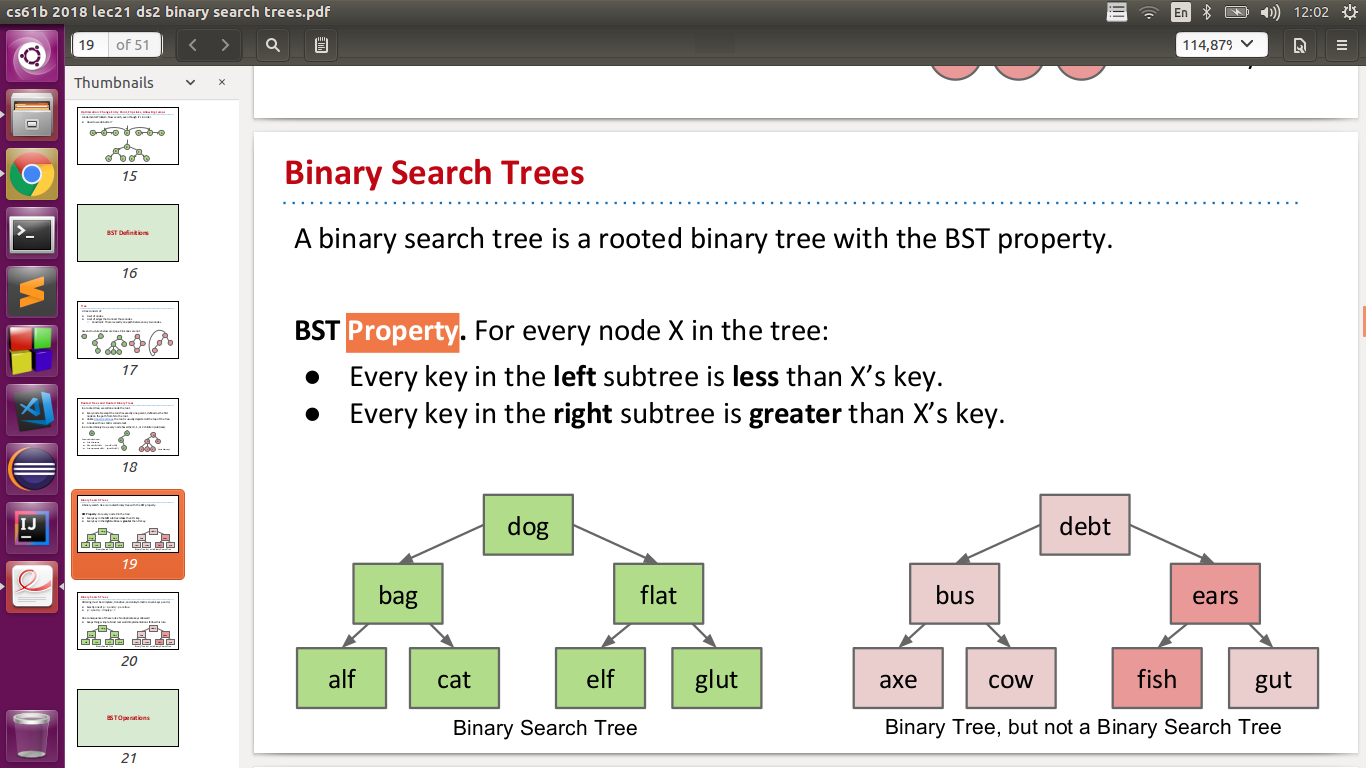 cs61b 2018 lec21 ds2 binary search trees.pdf
En
12:02
19 of 51
114,87%
Thumbnails
15
BST Definitions
16
17
18
19
20
BST Operations
21
Binary Search Trees
A binary search tree is a rooted binary tree with the BST property.
BST Property. For every node X in the tree:
● Every key in the left subtree is less than X’s key.
● Every key in the right subtree is greater than X’s key.
dog
bag flat
alf cat elf glut
Binary Search Tree
debt
bus ears
axe cow fish gut
Binary Tree, but not a Binary Search Tree